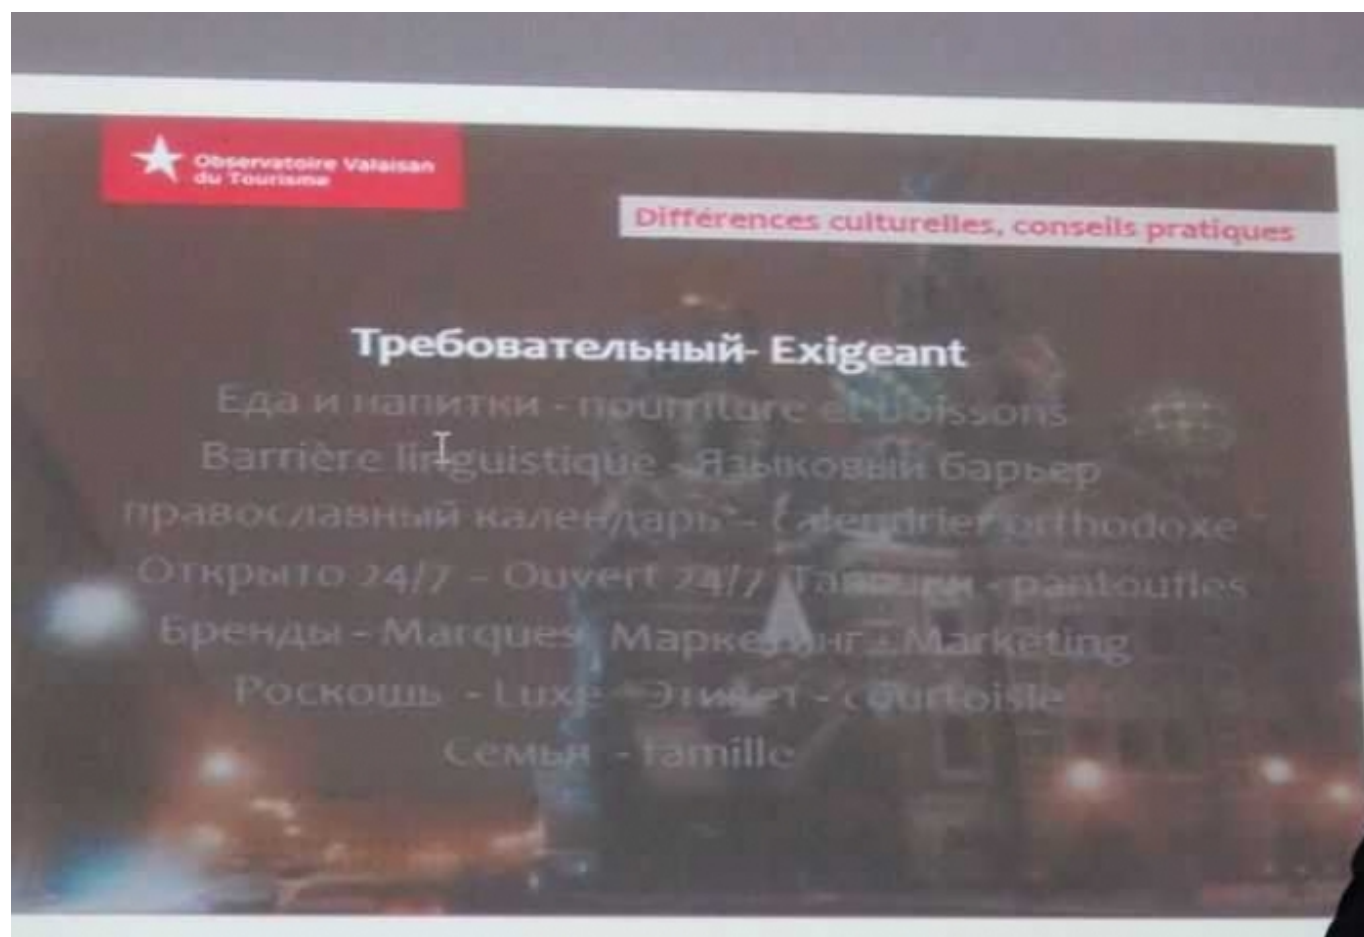 Observatoire Valaisan
du Tourisme
Différences culturelles, conseils pratiques
Требовательный- Exigeant
Еда и напитки - nourriture et boissons
Barrière linguistique - Языковый барьер
православный календарь - Calendrier orthodoxe
Открыто 24/7 - Ouvert 24/7 Тапочки - pantoufles
Бренды - Marques Маркетинг - Marketing
Роскошь - Luxe Этикет - courtoisie
Семья - famille